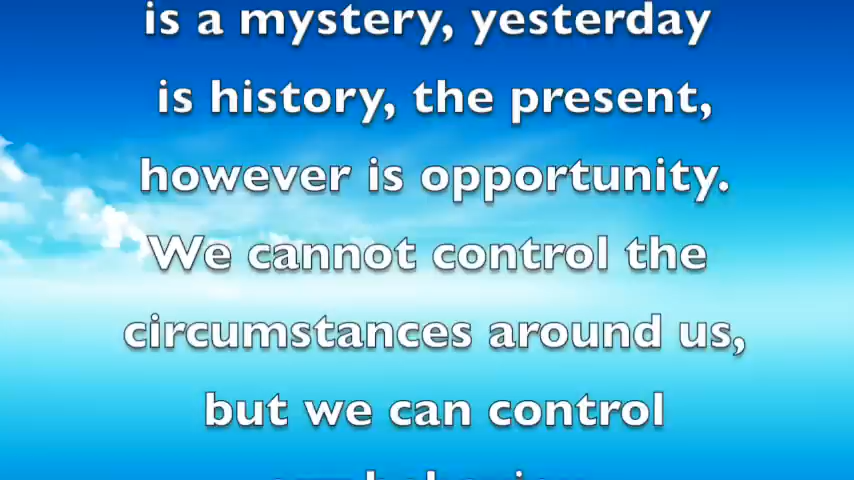 is a mystery, yesterday
is history, the present,
however is opportunity.
We cannot control the
circumstances around us,
but we can control